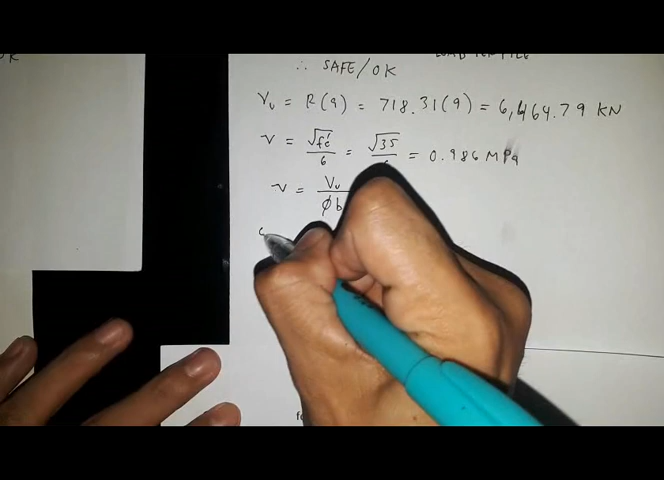 ∴ SAFE/OK
Vu = R(9) = 718.31(9) = 6,464.79 KN
v = √fc'/6 = √35/6 = 0.986 MPa
v = Vu/øb